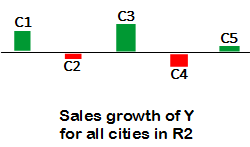 C1
C2
C3
C4
C5
Sales growth of Y
for all cities in R2